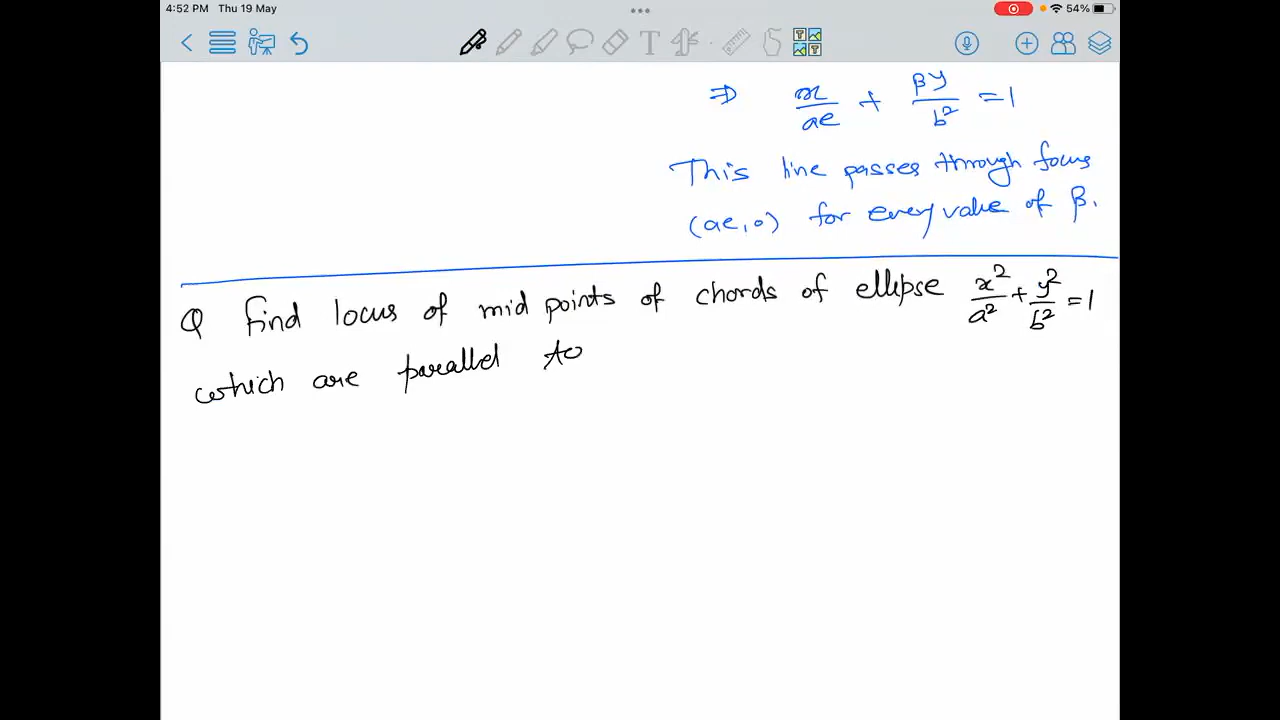 4:52 PM Thu 19 May
54%
⇒ x/ae + βy/b² = 1
This line passes through focus
(ae, 0) for every value of β.
Q Find locus of mid points of chords of ellipse x²/a² + y²/b² = 1
which are parallel to